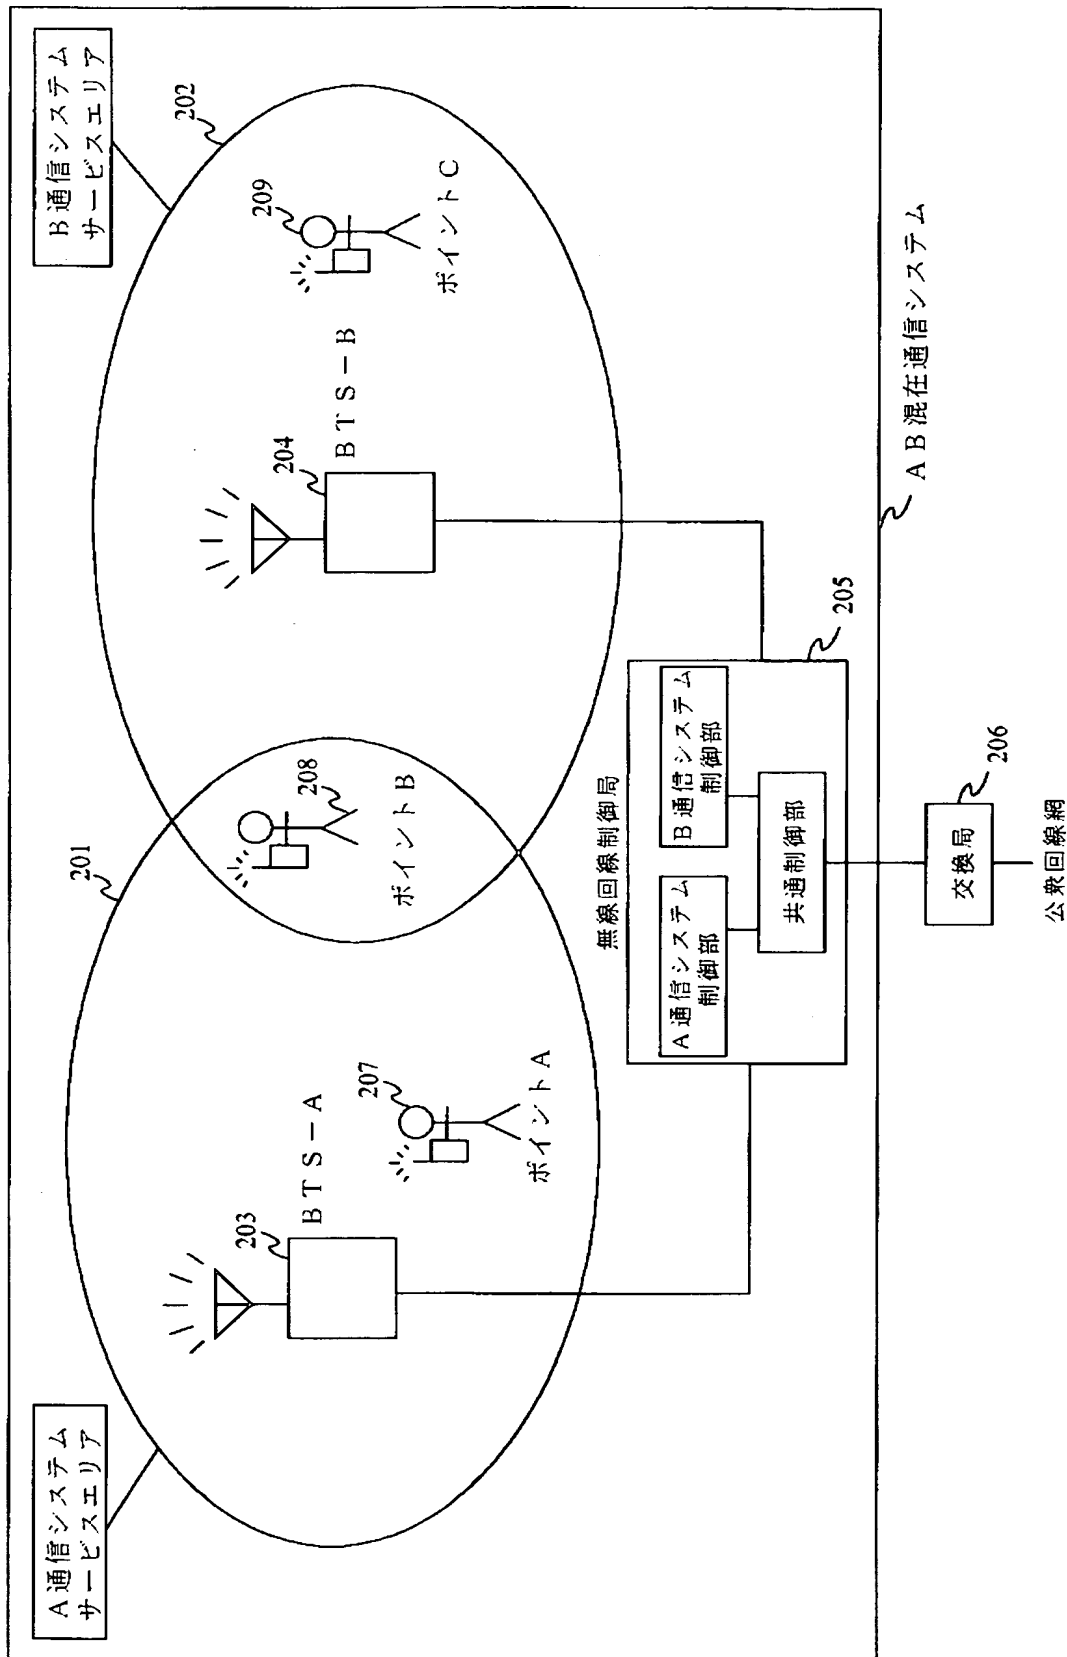 A通信システム
サービスエリア
B通信システム
サービスエリア
201
202
203
BTS-A
204
BTS-B
207
ポイントA
208
ポイントB
209
ポイントC
無線回線制御局
A通信システム
制御部
B通信システム
制御部
共通制御部
205
AB混在通信システム
交換局
206
公衆回線網